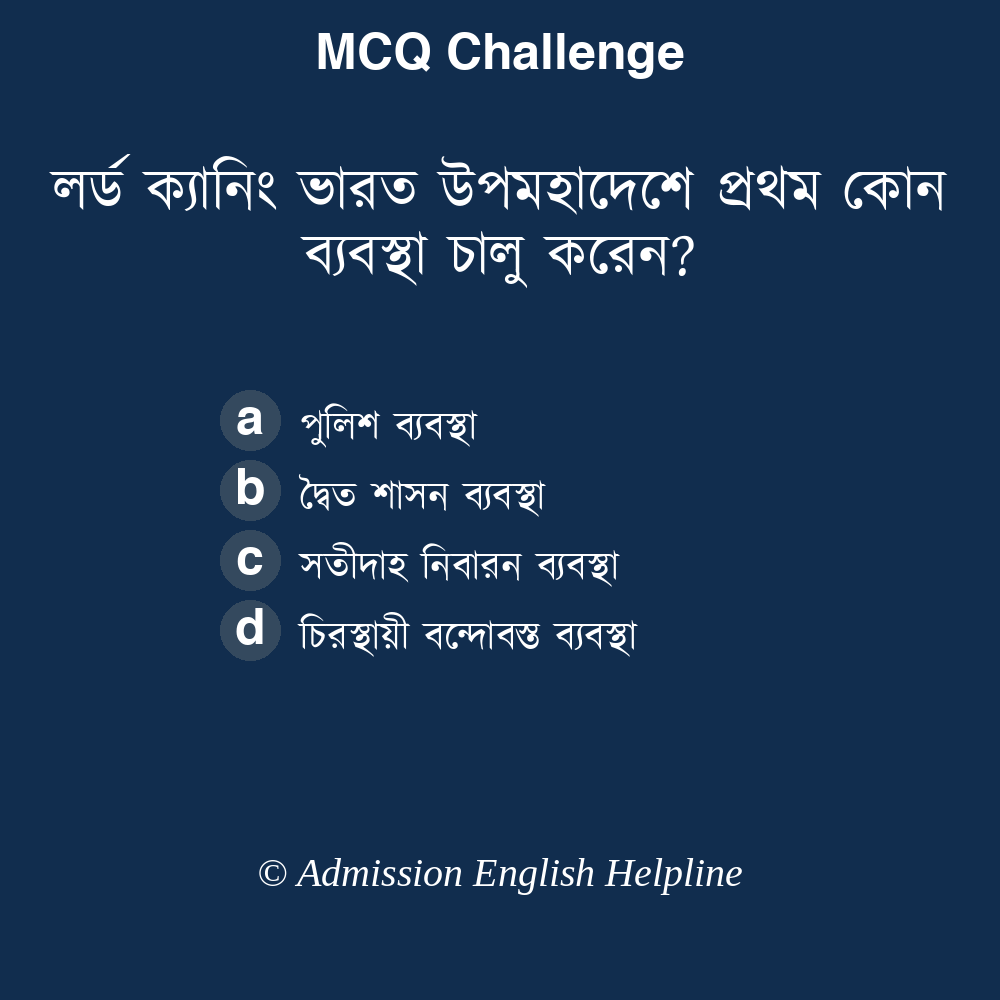 MCQ Challenge
লর্ড ক্যানিং ভারত উপমহাদেশে প্রথম কোন
ব্যবস্থা চালু করেন?
a পুলিশ ব্যবস্থা
b দ্বৈত শাসন ব্যবস্থা
c সতীদাহ নিবারন ব্যবস্থা
d চিরস্থায়ী বন্দোবস্ত ব্যবস্থা
© Admission English Helpline